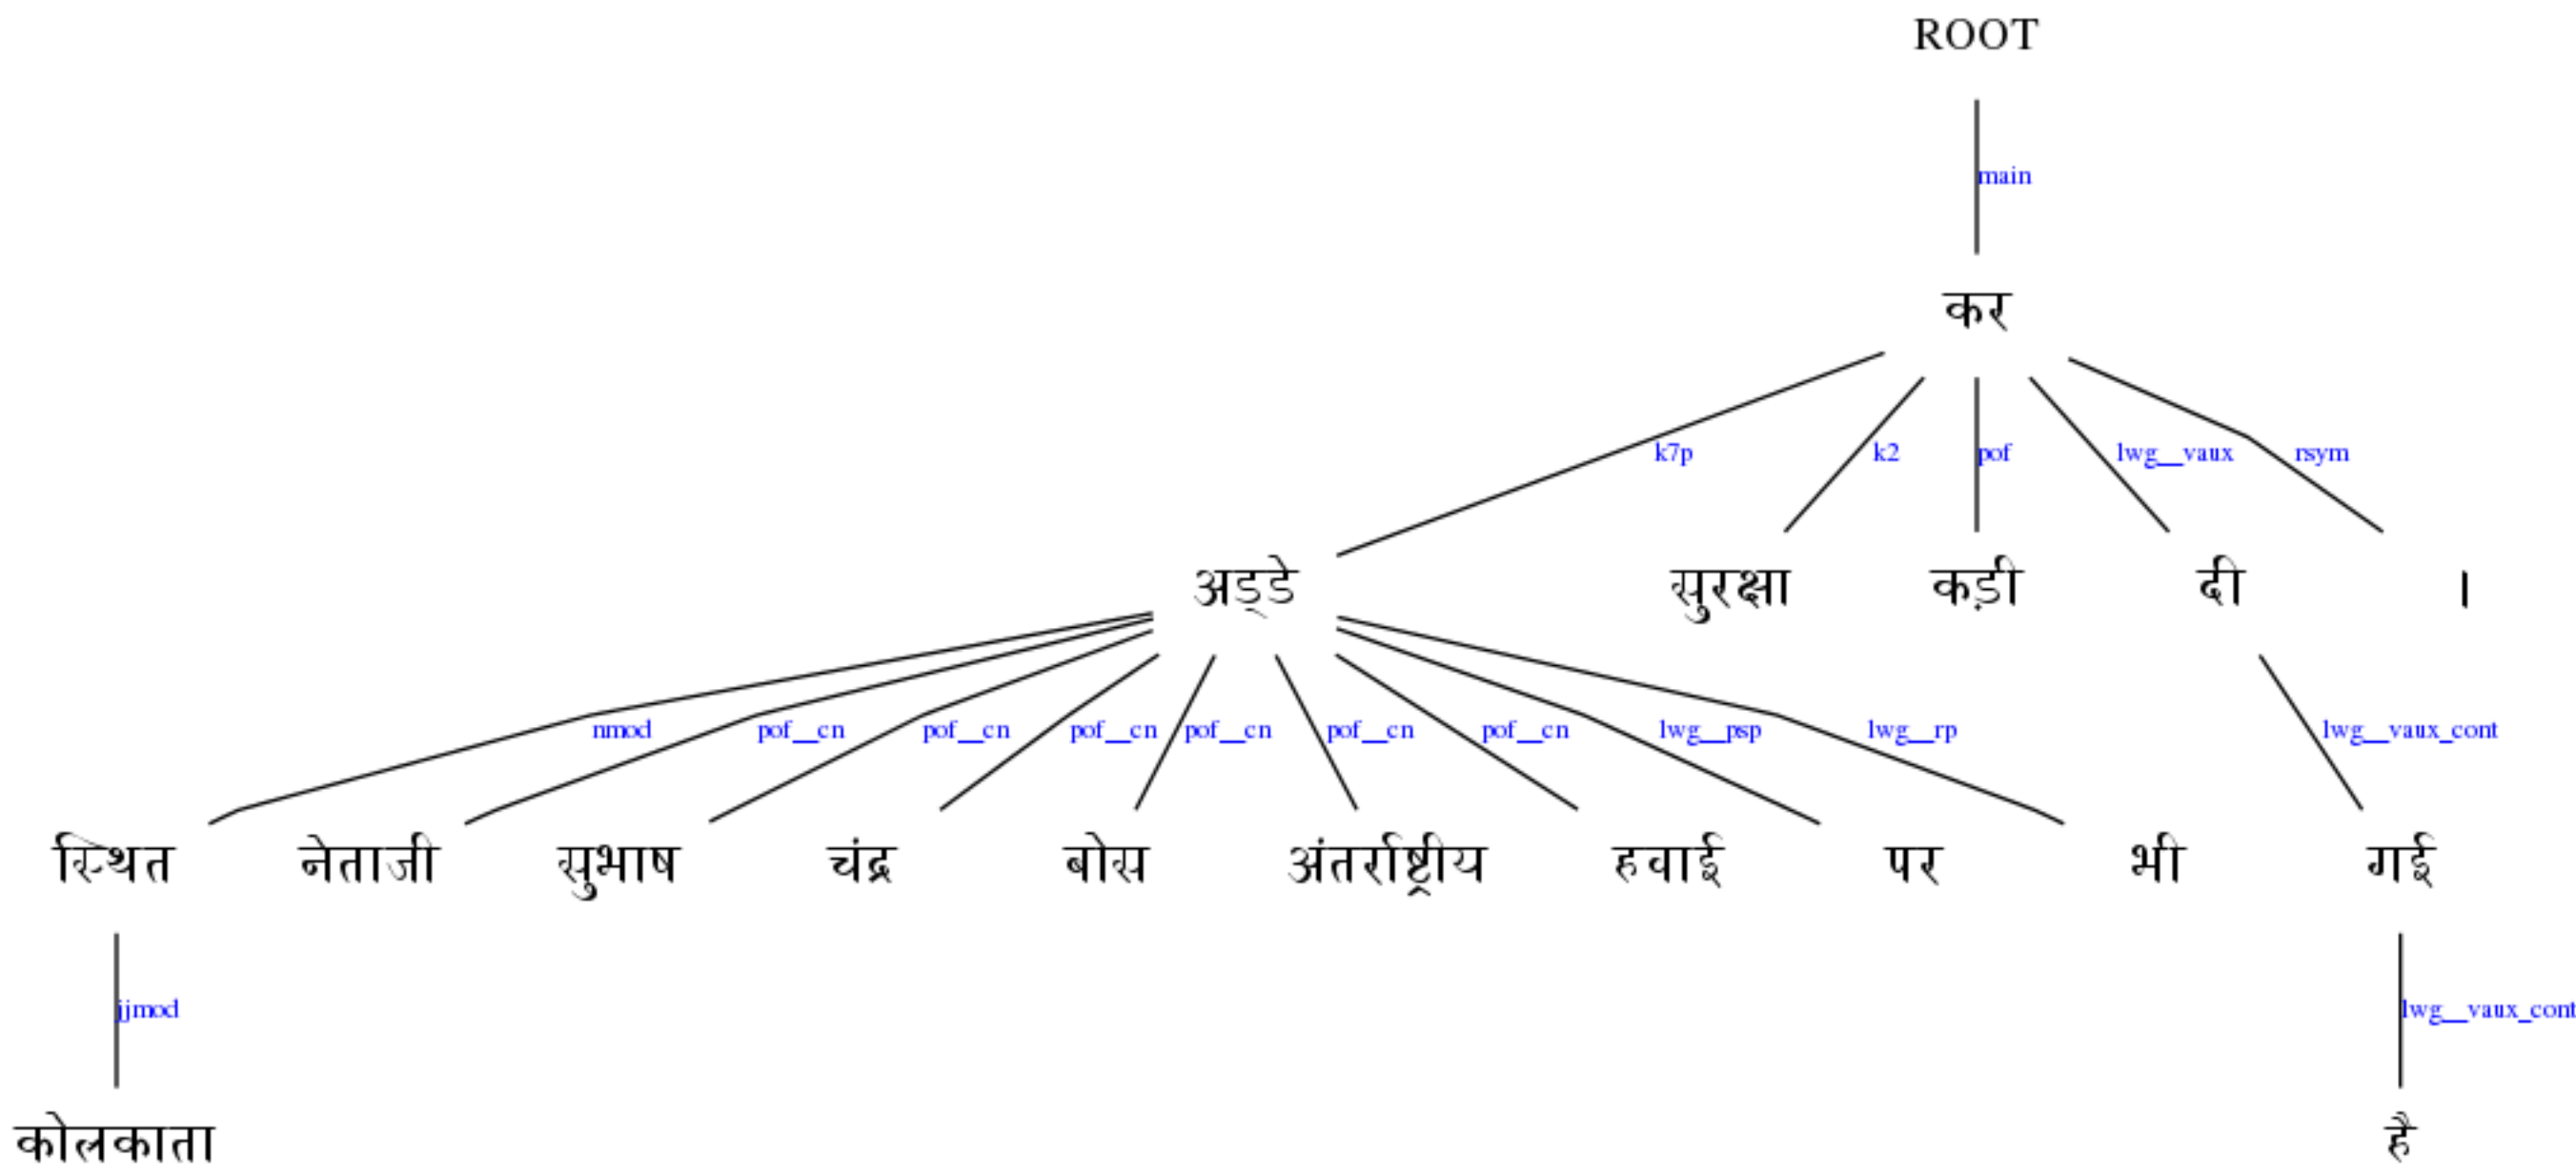 ROOT
main
कर
k7p k2 pof lwg__vaux rsym
अड्डे सुरक्षा कड़ी दी ।
nmod pof__cn pof__cn pof__cn pof__cn pof__cn pof__cn lwg__psp lwg__rp lwg__vaux_cont
स्थित नेताजी सुभाष चंद्र बोस अंतर्राष्ट्रीय हवाई पर भी गई
jjmod lwg__vaux_cont
कोलकाता है